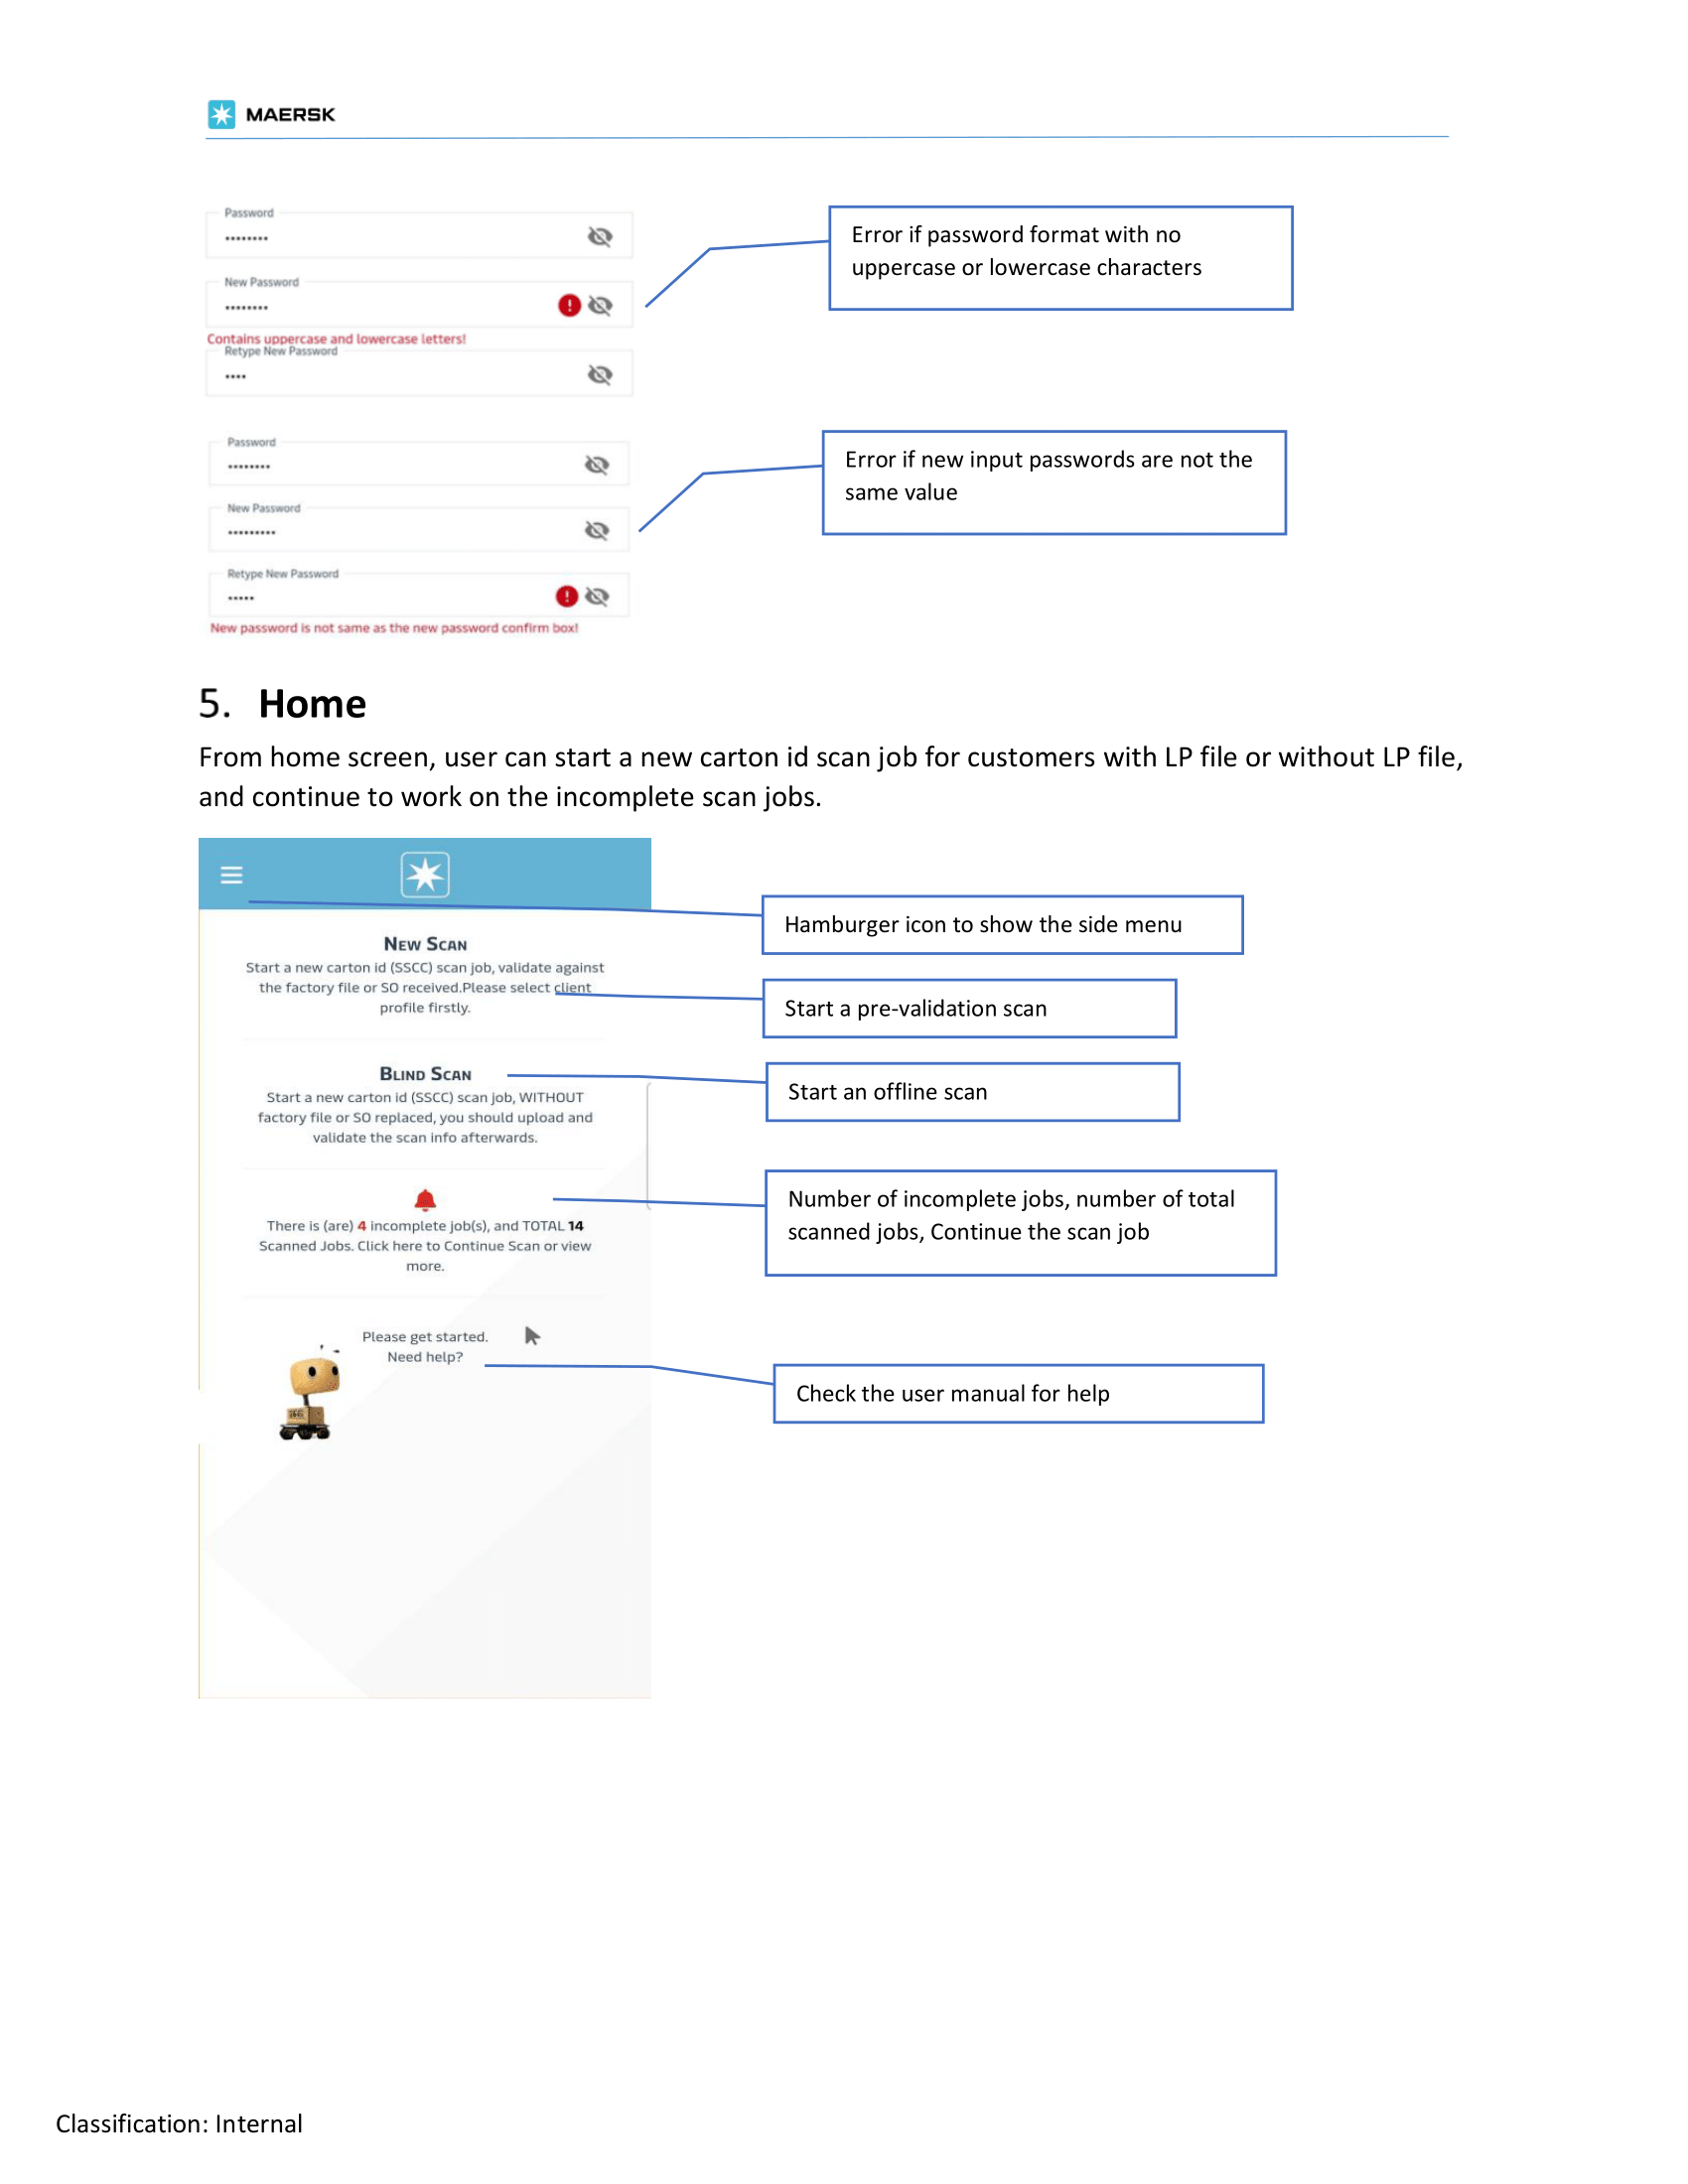 MAERSK
Password
New Password
Contains uppercase and lowercase letters!
Retype New Password
Error if password format with no
uppercase or lowercase characters
Password
New Password
Retype New Password
New password is not same as the new password confirm box!
Error if new input passwords are not the
same value
5. Home
From home screen, user can start a new carton id scan job for customers with LP file or without LP file,
and continue to work on the incomplete scan jobs.
NEW SCAN
Start a new carton id (SSCC) scan job, validate against
the factory file or SO received.Please select client
profile firstly.
BLIND SCAN
Start a new carton id (SSCC) scan job, WITHOUT
factory file or SO replaced, you should upload and
validate the scan info afterwards.
There is (are) 4 incomplete job(s), and TOTAL 14
Scanned Jobs. Click here to Continue Scan or view
more.
Please get started.
Need help?
Hamburger icon to show the side menu
Start a pre-validation scan
Start an offline scan
Number of incomplete jobs, number of total
scanned jobs, Continue the scan job
Check the user manual for help
Classification: Internal